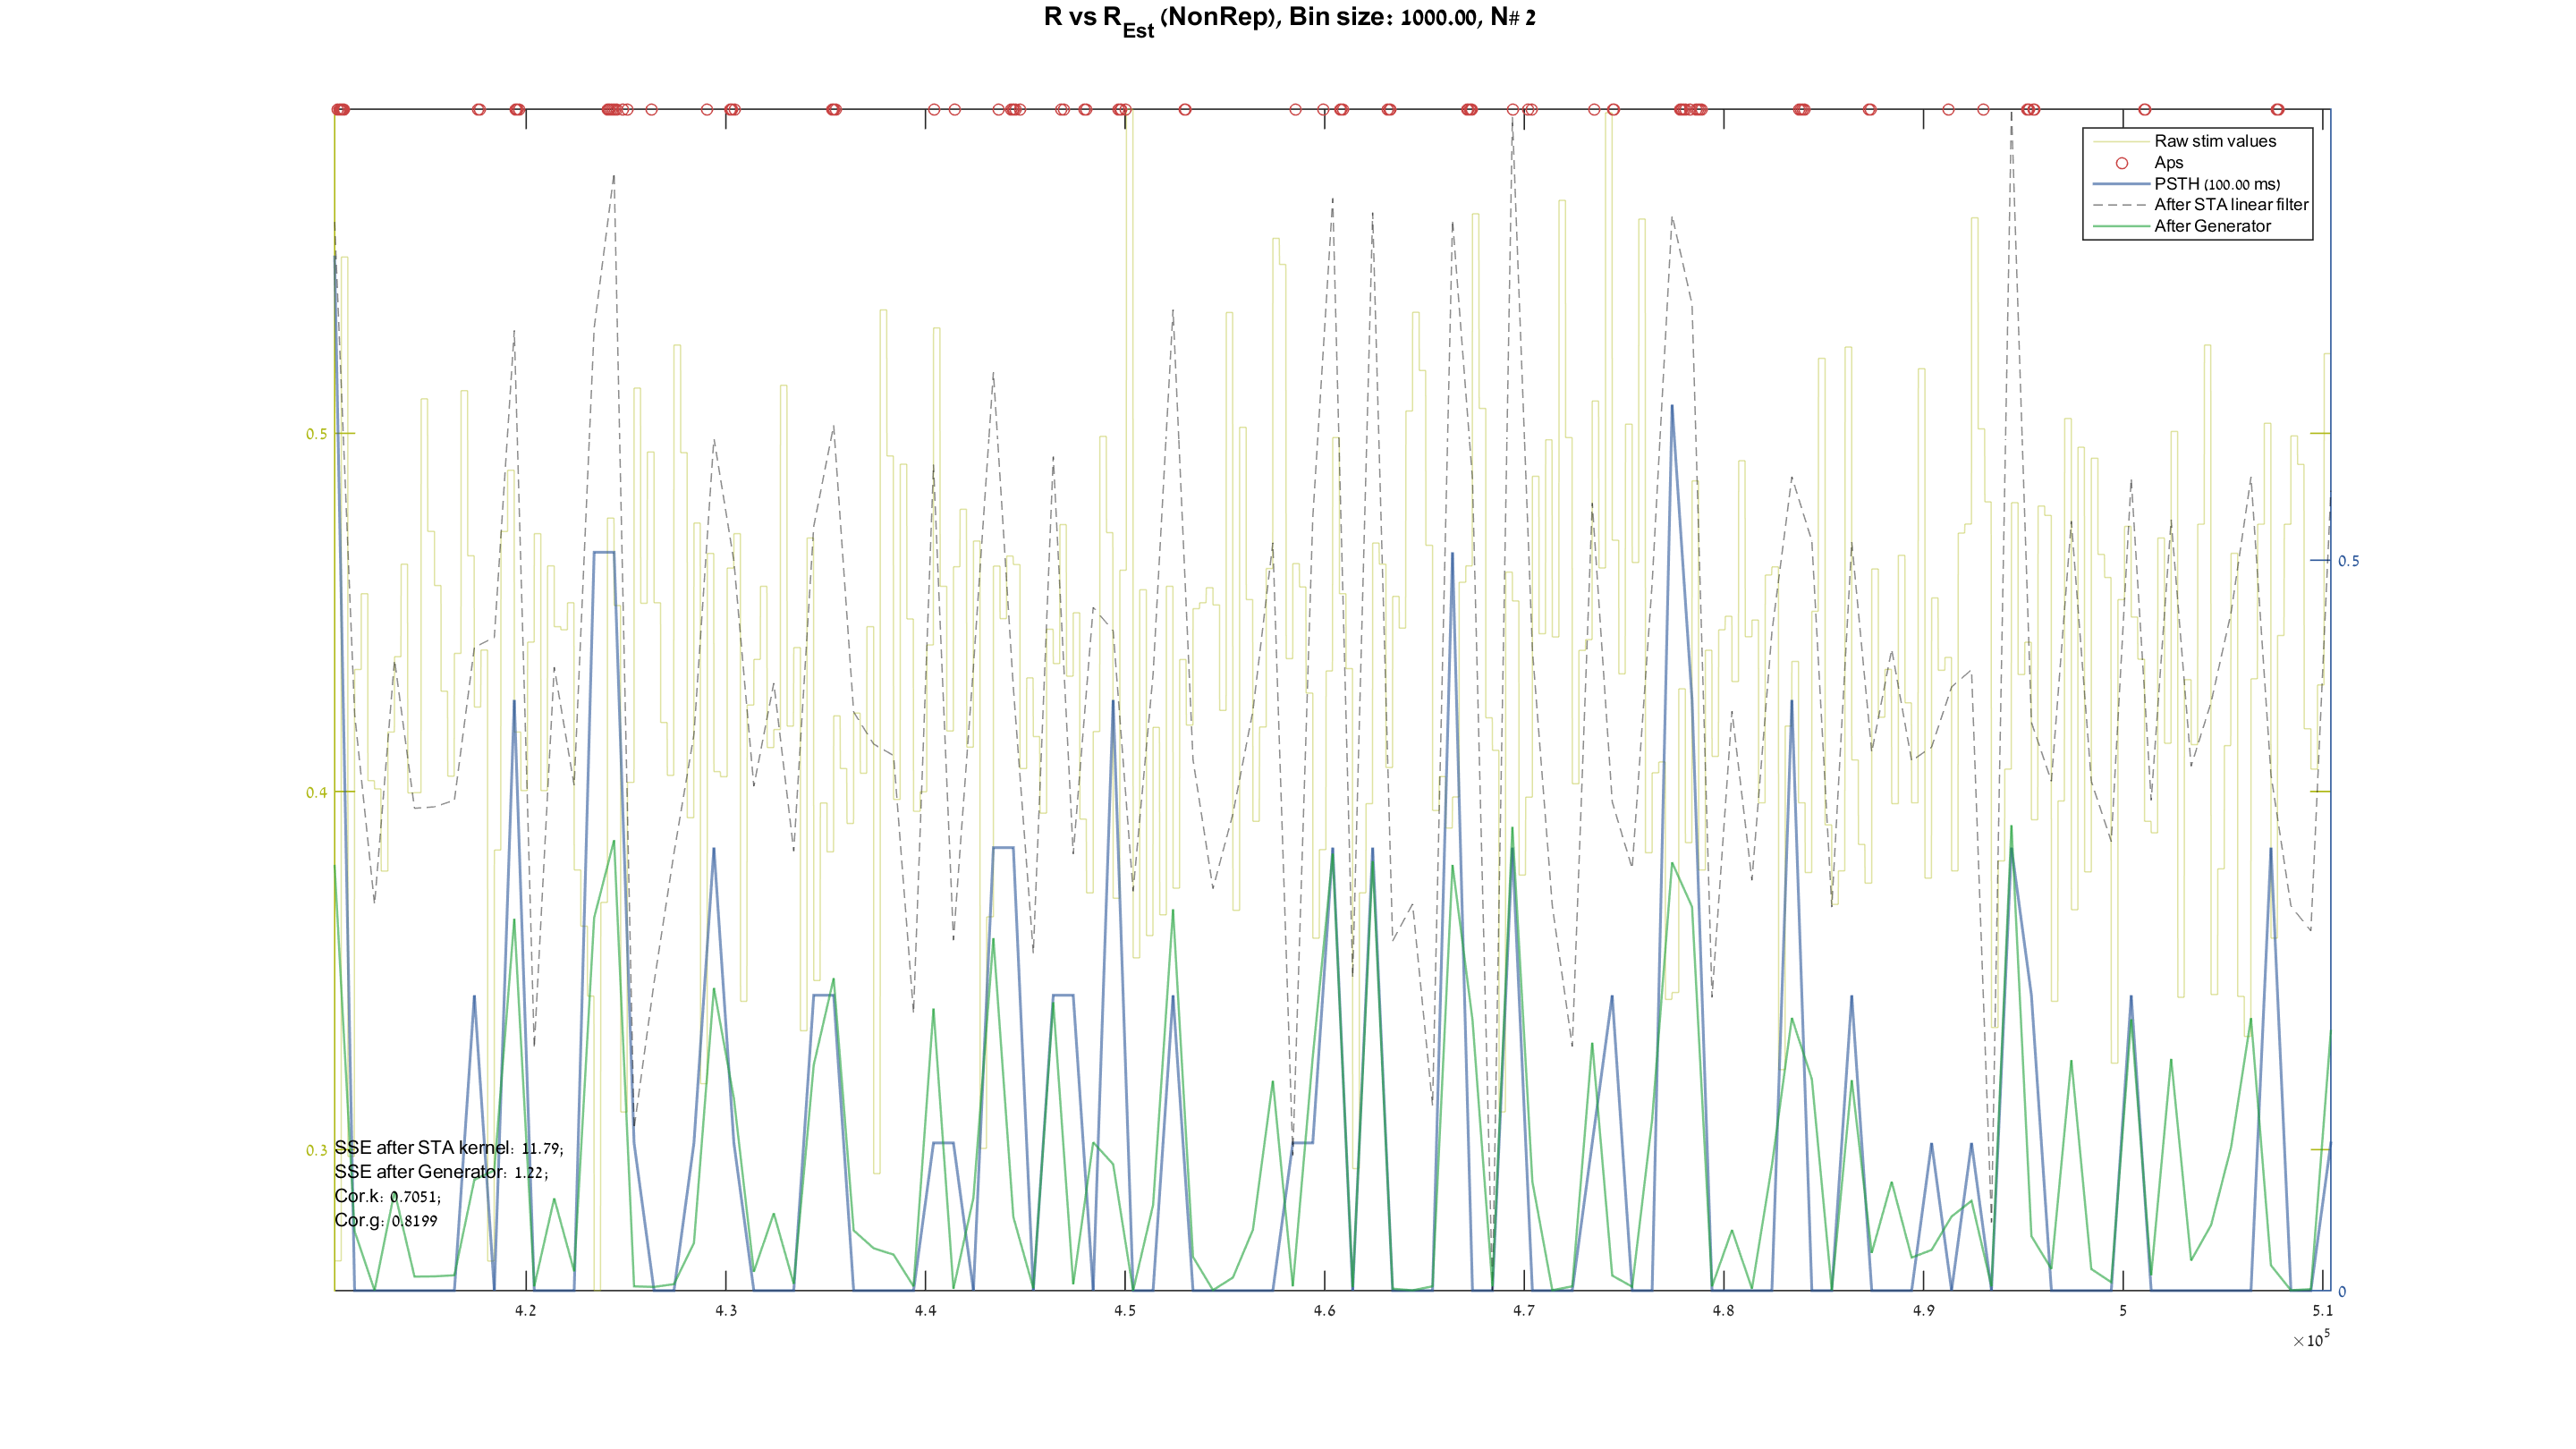 R vs R_Est (NonRep), Bin size: 1000.00, N# 2
Raw stim values
Aps
PSTH (100.00 ms)
After STA linear filter
After Generator
0.5
0.4
0.3
0.5
0
SSE after STA kernel: 11.79;
SSE after Generator: 1.22;
Cor.k: 0.7051;
Cor.g: 0.8199
4.2 4.3 4.4 4.5 4.6 4.7 4.8 4.9 5 5.1
×10^5